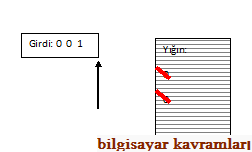 Girdi: 0 0 1
Yığın:
bilgisayar kavramları